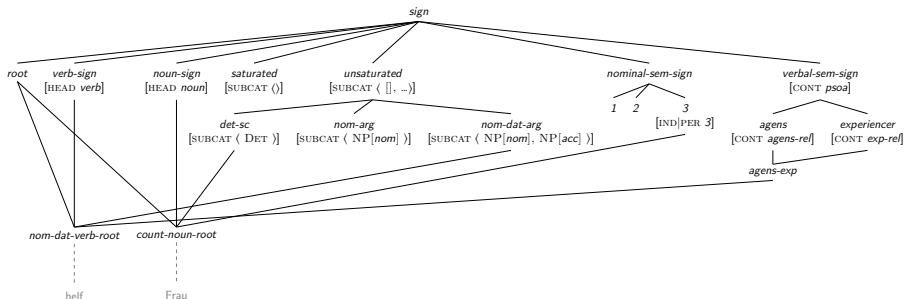 sign
root verb-sign noun-sign saturated unsaturated nominal-sem-sign verbal-sem-sign
[HEAD verb] [HEAD noun] [SUBCAT ⟨⟩] [SUBCAT ⟨ [], ...⟩] [CONT psoa]
1 2 3
[IND|PER 3]
det-sc nom-arg nom-dat-arg agens experiencer
[SUBCAT ⟨ DET ⟩] [SUBCAT ⟨ NP[nom] ⟩] [SUBCAT ⟨ NP[nom], NP[acc] ⟩] [CONT agens-rel] [CONT exp-rel]
agens-exp
nom-dat-verb-root count-noun-root
helf Frau